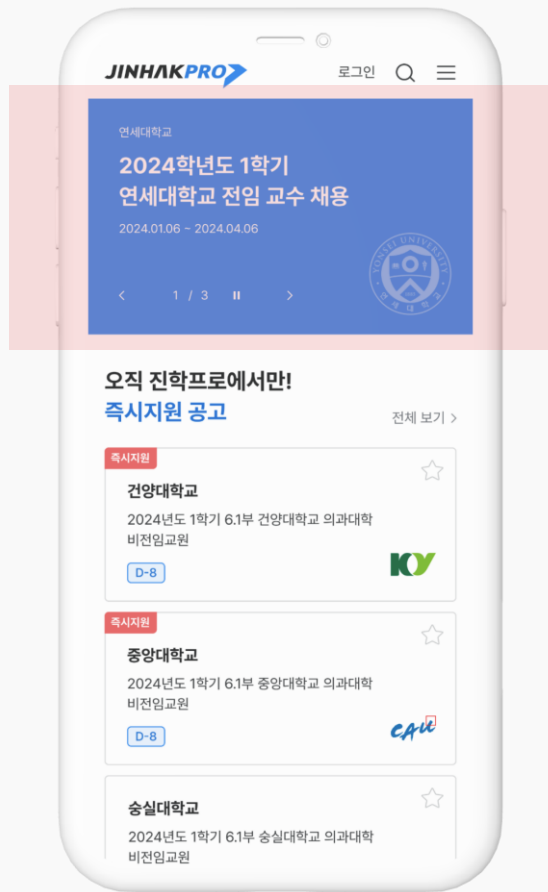 JINHAKPRO
로그인
연세대학교
2024학년도 1학기
연세대학교 전임 교수 채용
2024.01.06 ~ 2024.04.06
1 / 3
YONSEI UNIVERSITY
연세대학교
오직 진학프로에서만!
즉시지원 공고
전체 보기 >
즉시지원
건양대학교
2024년도 1학기 6.1부 건양대학교 의과대학
비전임교원
D-8
KY
즉시지원
중앙대학교
2024년도 1학기 6.1부 중앙대학교 의과대학
비전임교원
D-8
CAU
숭실대학교
2024년도 1학기 6.1부 숭실대학교 의과대학
비전임교원